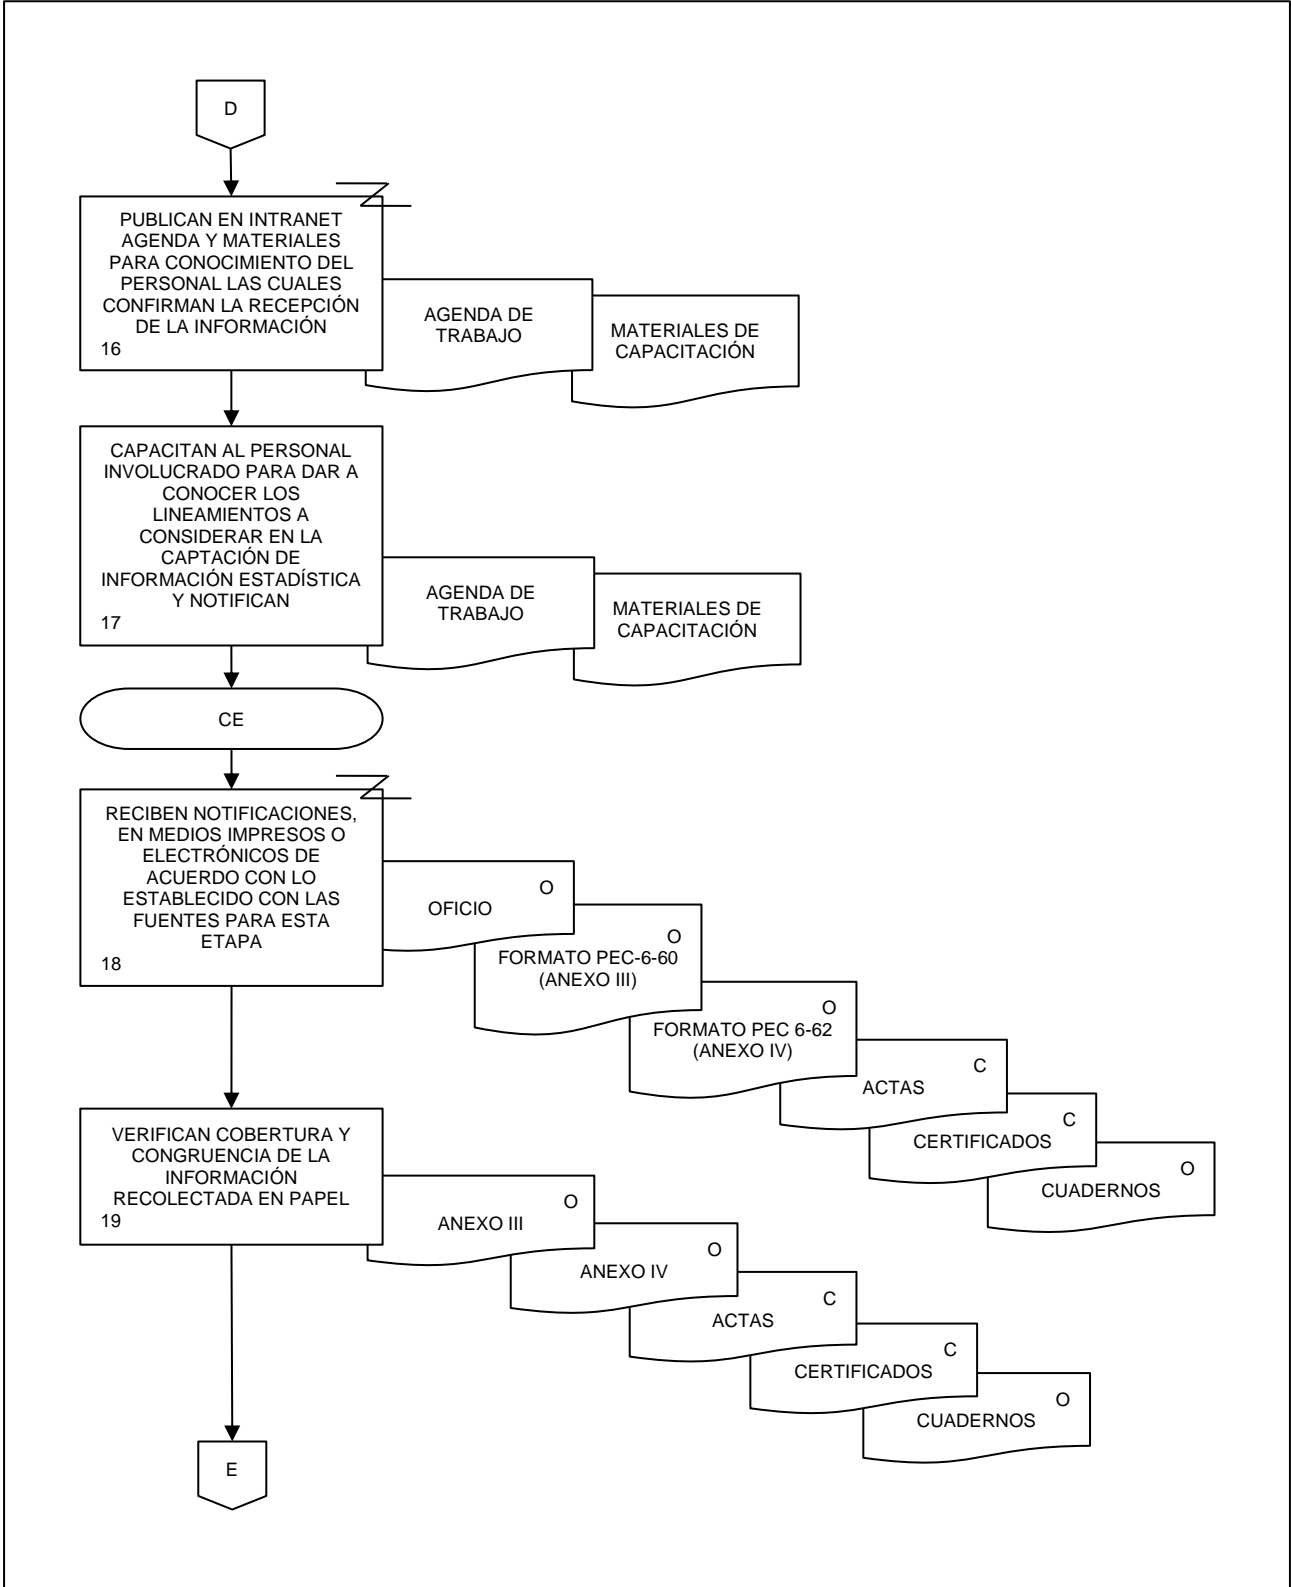 D
PUBLICAN EN INTRANET
AGENDA Y MATERIALES
PARA CONOCIMIENTO DEL
PERSONAL LAS CUALES
CONFIRMAN LA RECEPCIÓN
DE LA INFORMACIÓN
16
AGENDA DE
TRABAJO
MATERIALES DE
CAPACITACIÓN
CAPACITAN AL PERSONAL
INVOLUCRADO PARA DAR A
CONOCER LOS
LINEAMIENTOS A
CONSIDERAR EN LA
CAPTACIÓN DE
INFORMACIÓN ESTADÍSTICA
Y NOTIFICAN
17
AGENDA DE
TRABAJO
MATERIALES DE
CAPACITACIÓN
CE
RECIBEN NOTIFICACIONES,
EN MEDIOS IMPRESOS O
ELECTRÓNICOS DE
ACUERDO CON LO
ESTABLECIDO CON LAS
FUENTES PARA ESTA
ETAPA
18
O
OFICIO
O
FORMATO PEC-6-60
(ANEXO III)
O
FORMATO PEC 6-62
(ANEXO IV)
C
ACTAS
C
CERTIFICADOS
O
CUADERNOS
VERIFICAN COBERTURA Y
CONGRUENCIA DE LA
INFORMACIÓN
RECOLECTADA EN PAPEL
19
O
ANEXO III
O
ANEXO IV
C
ACTAS
C
CERTIFICADOS
O
CUADERNOS
E